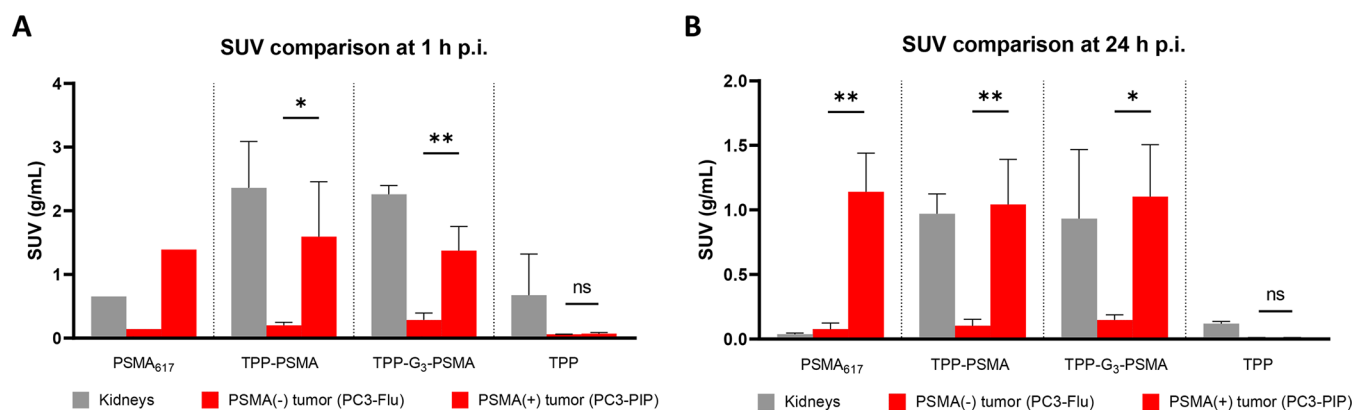 A
SUV comparison at 1 h p.i.
SUV (g/mL)
4
3
2
1
0
*
**
ns
PSMA₆₁₇
TPP-PSMA
TPP-G₃-PSMA
TPP
Kidneys
PSMA(-) tumor (PC3-Flu)
PSMA(+) tumor (PC3-PIP)
B
SUV comparison at 24 h p.i.
SUV (g/mL)
2.0
1.5
1.0
0.5
0.0
**
**
*
ns
PSMA₆₁₇
TPP-PSMA
TPP-G₃-PSMA
TPP
Kidneys
PSMA(-) tumor (PC3-Flu)
PSMA(+) tumor (PC3-PIP)